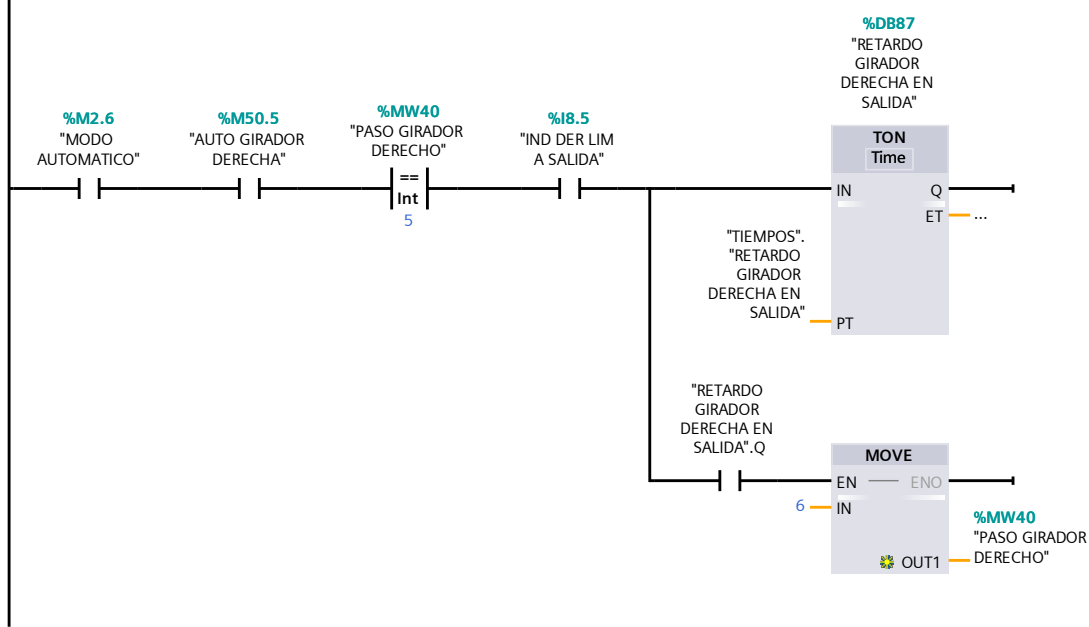 %DB87
"RETARDO
GIRADOR
DERECHA EN
SALIDA"
%M2.6
"MODO
AUTOMATICO"
%M50.5
"AUTO GIRADOR
DERECHA"
%MW40
"PASO GIRADOR
DERECHO"
==
Int
5
%I8.5
"IND DER LIM
A SALIDA"
TON
Time
IN
Q
ET
...
"TIEMPOS".
"RETARDO
GIRADOR
DERECHA EN
SALIDA"
PT
"RETARDO
GIRADOR
DERECHA EN
SALIDA".Q
MOVE
EN
ENO
6
IN
OUT1
%MW40
"PASO GIRADOR
DERECHO"